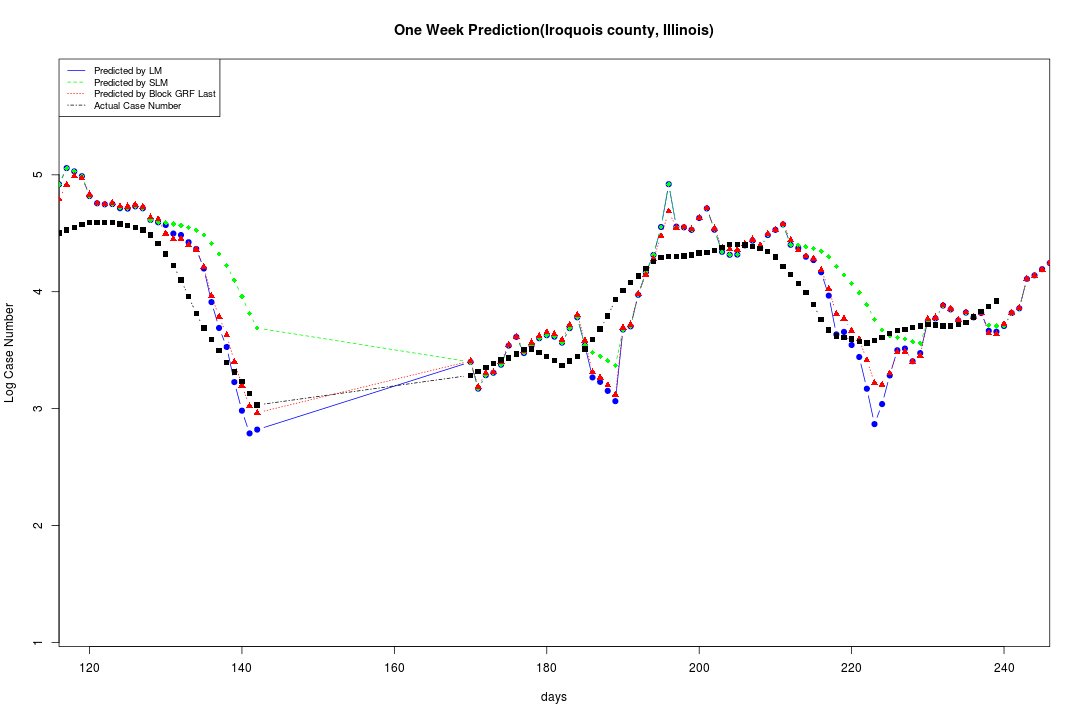 One Week Prediction(Iroquois county, Illinois)
Predicted by LM
Predicted by SLM
Predicted by Block GRF Last
Actual Case Number
Log Case Number
5
4
3
2
1
120 140 160 180 200 220 240
days